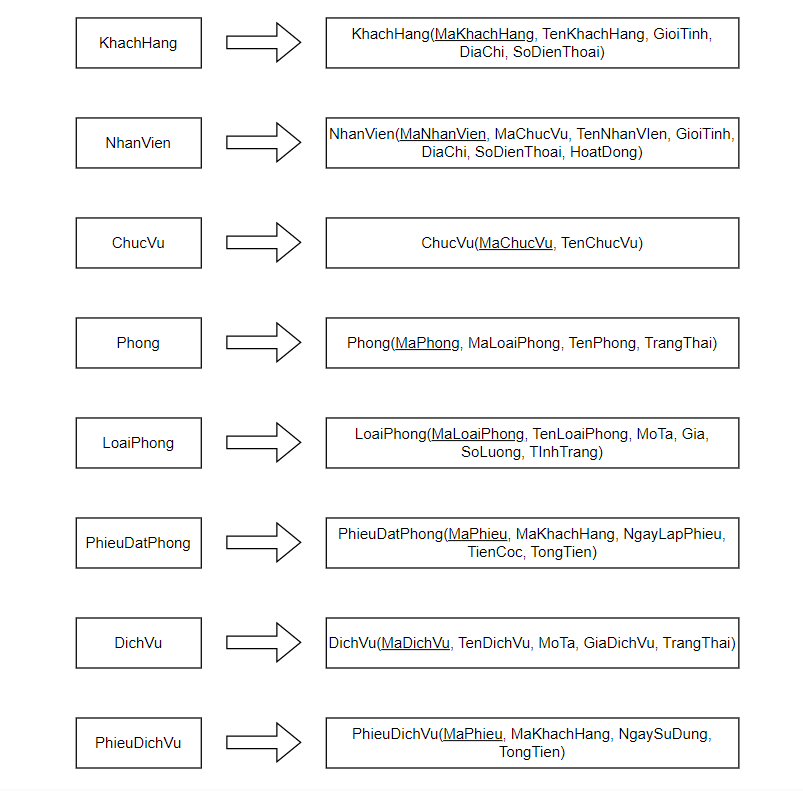 KhachHang
KhachHang(MaKhachHang, TenKhachHang, GioiTinh,
DiaChi, SoDienThoai)
NhanVien
NhanVien(MaNhanVien, MaChucVu, TenNhanVIen, GioiTinh,
DiaChi, SoDienThoai, HoatDong)
ChucVu
ChucVu(MaChucVu, TenChucVu)
Phong
Phong(MaPhong, MaLoaiPhong, TenPhong, TrangThai)
LoaiPhong
LoaiPhong(MaLoaiPhong, TenLoaiPhong, MoTa, Gia,
SoLuong, TInhTrang)
PhieuDatPhong
PhieuDatPhong(MaPhieu, MaKhachHang, NgayLapPhieu,
TienCoc, TongTien)
DichVu
DichVu(MaDichVu, TenDichVu, MoTa, GiaDichVu, TrangThai)
PhieuDichVu
PhieuDichVu(MaPhieu, MaKhachHang, NgaySuDung,
TongTien)